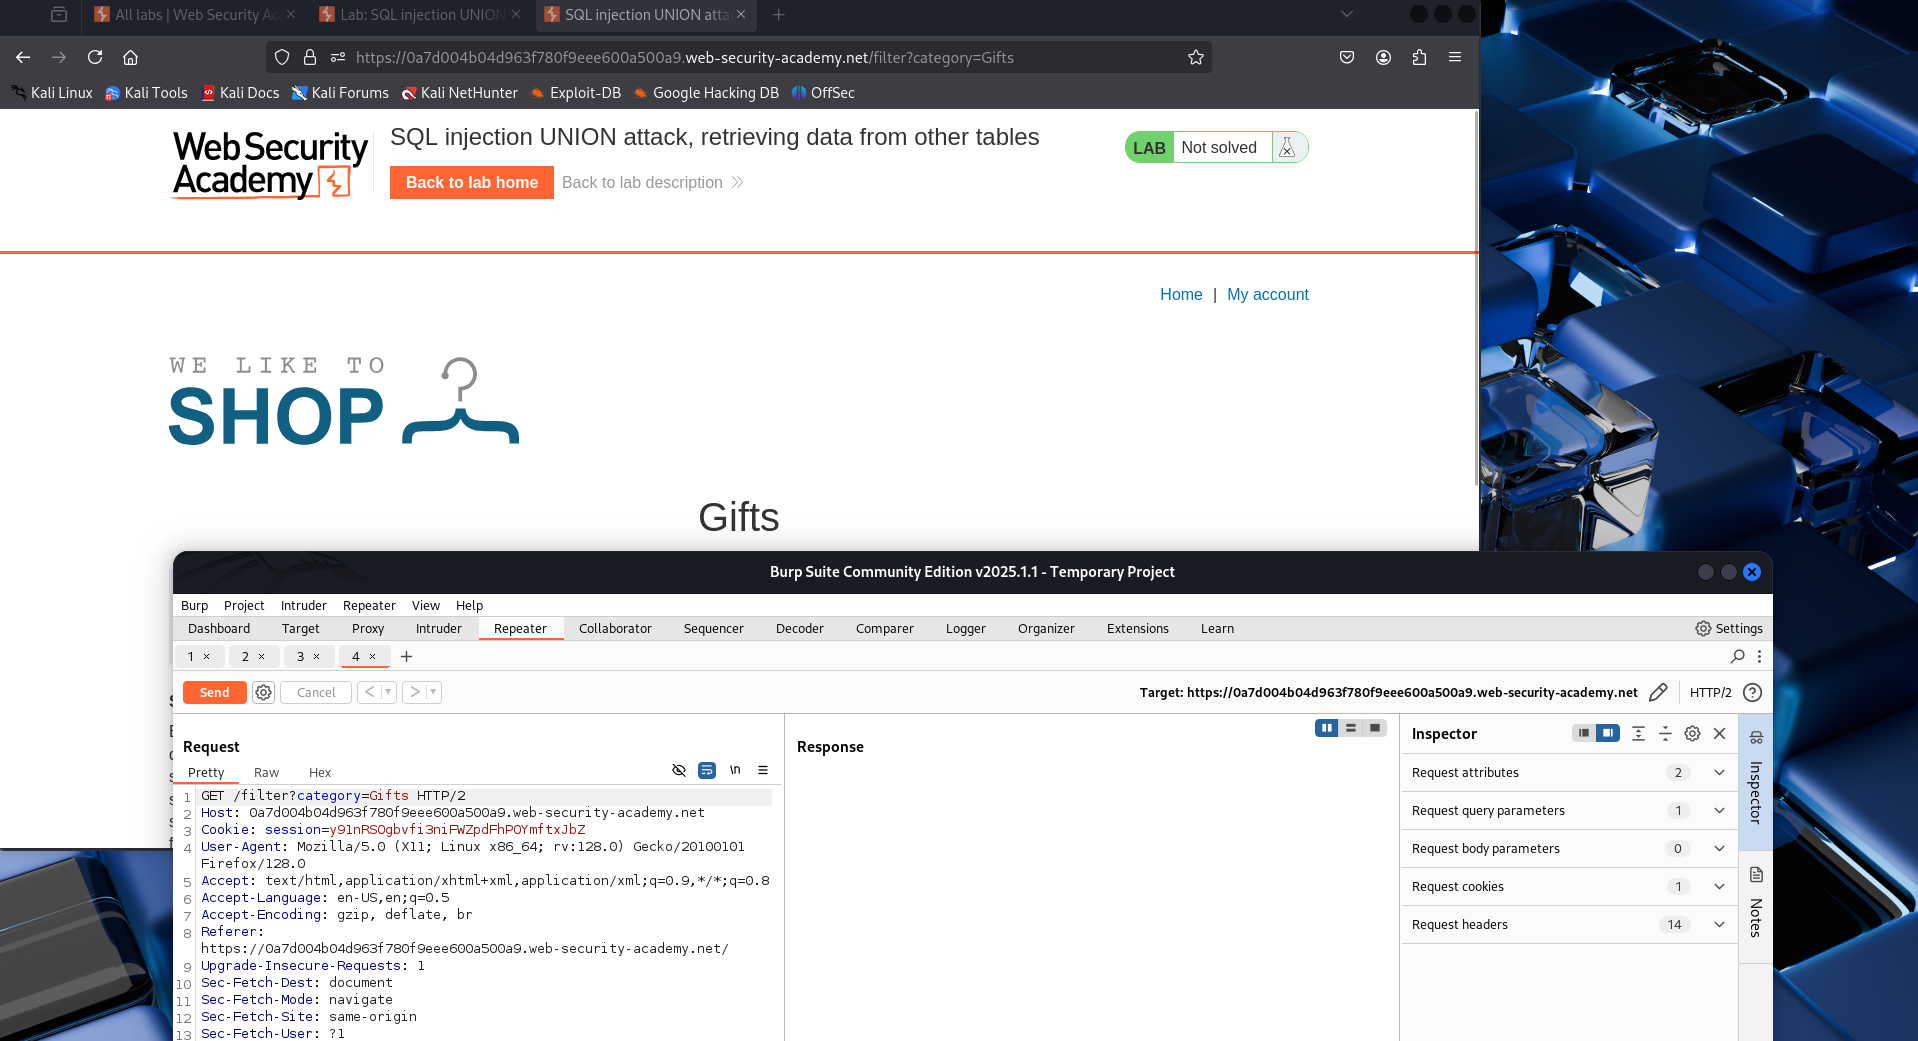 All labs | Web Security Ac
Lab: SQL injection UNION
SQL injection UNION atta
https://0a7d004b04d963f780f9eee600a500a9.web-security-academy.net/filter?category=Gifts
Kali Linux Kali Tools Kali Docs Kali Forums Kali NetHunter Exploit-DB Google Hacking DB OffSec
Web Security Academy
SQL injection UNION attack, retrieving data from other tables
Back to lab home Back to lab description
LAB Not solved
Home | My account
WE LIKE TO
SHOP
Gifts
Burp Suite Community Edition v2025.1.1 - Temporary Project
Burp Project Intruder Repeater View Help
Dashboard Target Proxy Intruder Repeater Collaborator Sequencer Decoder Comparer Logger Organizer Extensions Learn Settings
1 × 2 × 3 × 4 × +
Send Cancel < > Target: https://0a7d004b04d963f780f9eee600a500a9.web-security-academy.net HTTP/2
Request
Pretty Raw Hex \n
1 GET /filter?category=Gifts HTTP/2
2 Host: 0a7d004b04d963f780f9eee600a500a9.web-security-academy.net
3 Cookie: session=y91nRSOgbvfi3niFWZpdFhPOYmftxJbZ
4 User-Agent: Mozilla/5.0 (X11; Linux x86_64; rv:128.0) Gecko/20100101
Firefox/128.0
5 Accept: text/html,application/xhtml+xml,application/xml;q=0.9,*/*;q=0.8
6 Accept-Language: en-US,en;q=0.5
7 Accept-Encoding: gzip, deflate, br
8 Referer:
https://0a7d004b04d963f780f9eee600a500a9.web-security-academy.net/
9 Upgrade-Insecure-Requests: 1
10 Sec-Fetch-Dest: document
11 Sec-Fetch-Mode: navigate
12 Sec-Fetch-Site: same-origin
13 Sec-Fetch-User: ?1
Response
Inspector
Request attributes 2
Request query parameters 1
Request body parameters 0
Request cookies 1
Request headers 14
Inspector
Notes